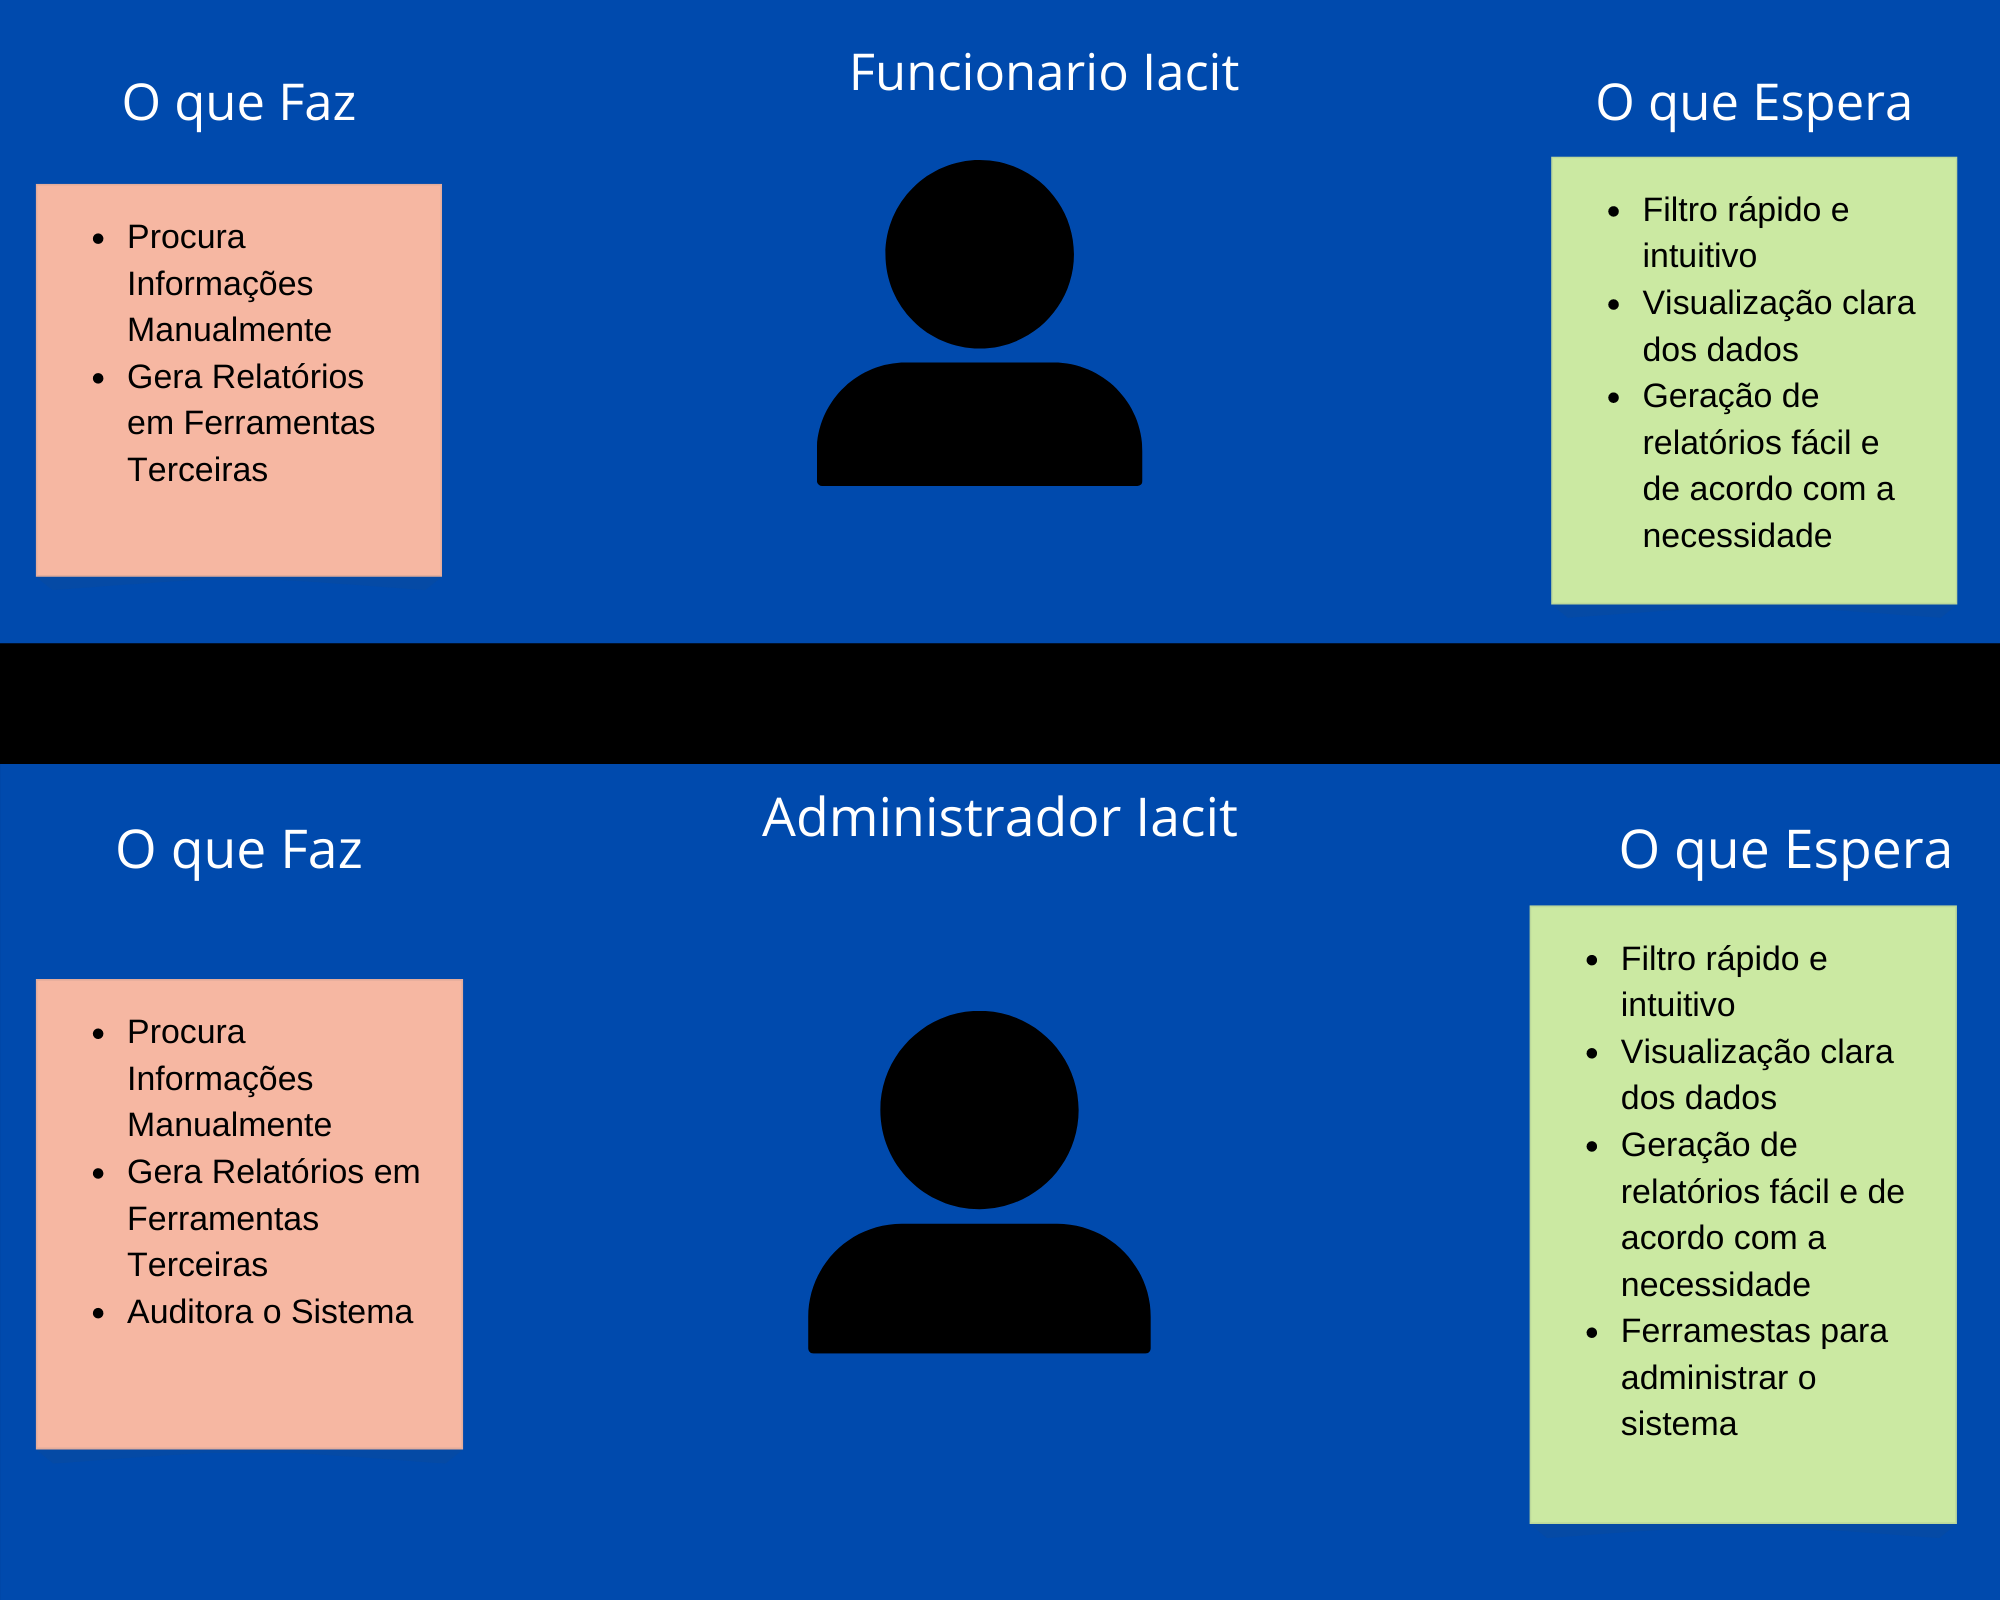 Funcionario Iacit
O que Faz
O que Espera
• Procura
Informações
Manualmente
• Gera Relatórios
em Ferramentas
Terceiras
• Filtro rápido e
intuitivo
• Visualização clara
dos dados
• Geração de
relatórios fácil e
de acordo com a
necessidade
Administrador Iacit
O que Faz
O que Espera
• Procura
Informações
Manualmente
• Gera Relatórios em
Ferramentas
Terceiras
• Auditora o Sistema
• Filtro rápido e
intuitivo
• Visualização clara
dos dados
• Geração de
relatórios fácil e de
acordo com a
necessidade
• Ferramestas para
administrar o
sistema